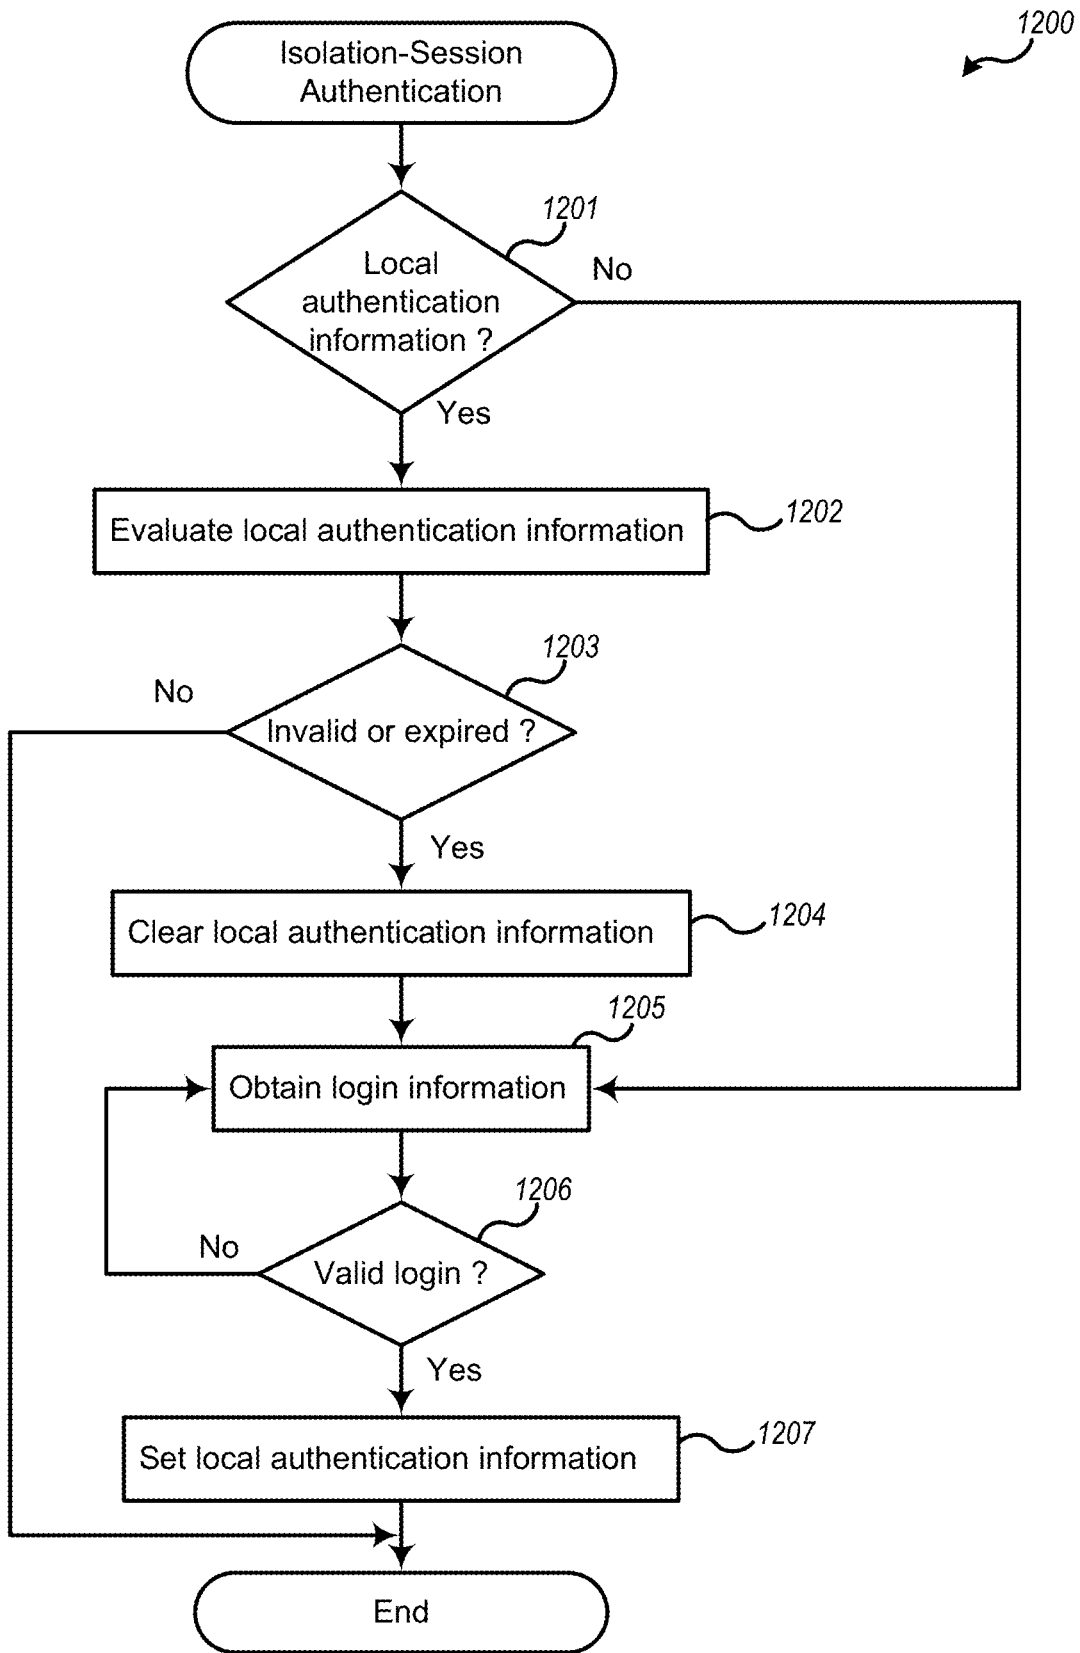 1200
Isolation-Session
Authentication
1201
Local
authentication
information ?
No
Yes
1202
Evaluate local authentication information
1203
No
Invalid or expired ?
Yes
1204
Clear local authentication information
1205
Obtain login information
1206
No
Valid login ?
Yes
1207
Set local authentication information
End